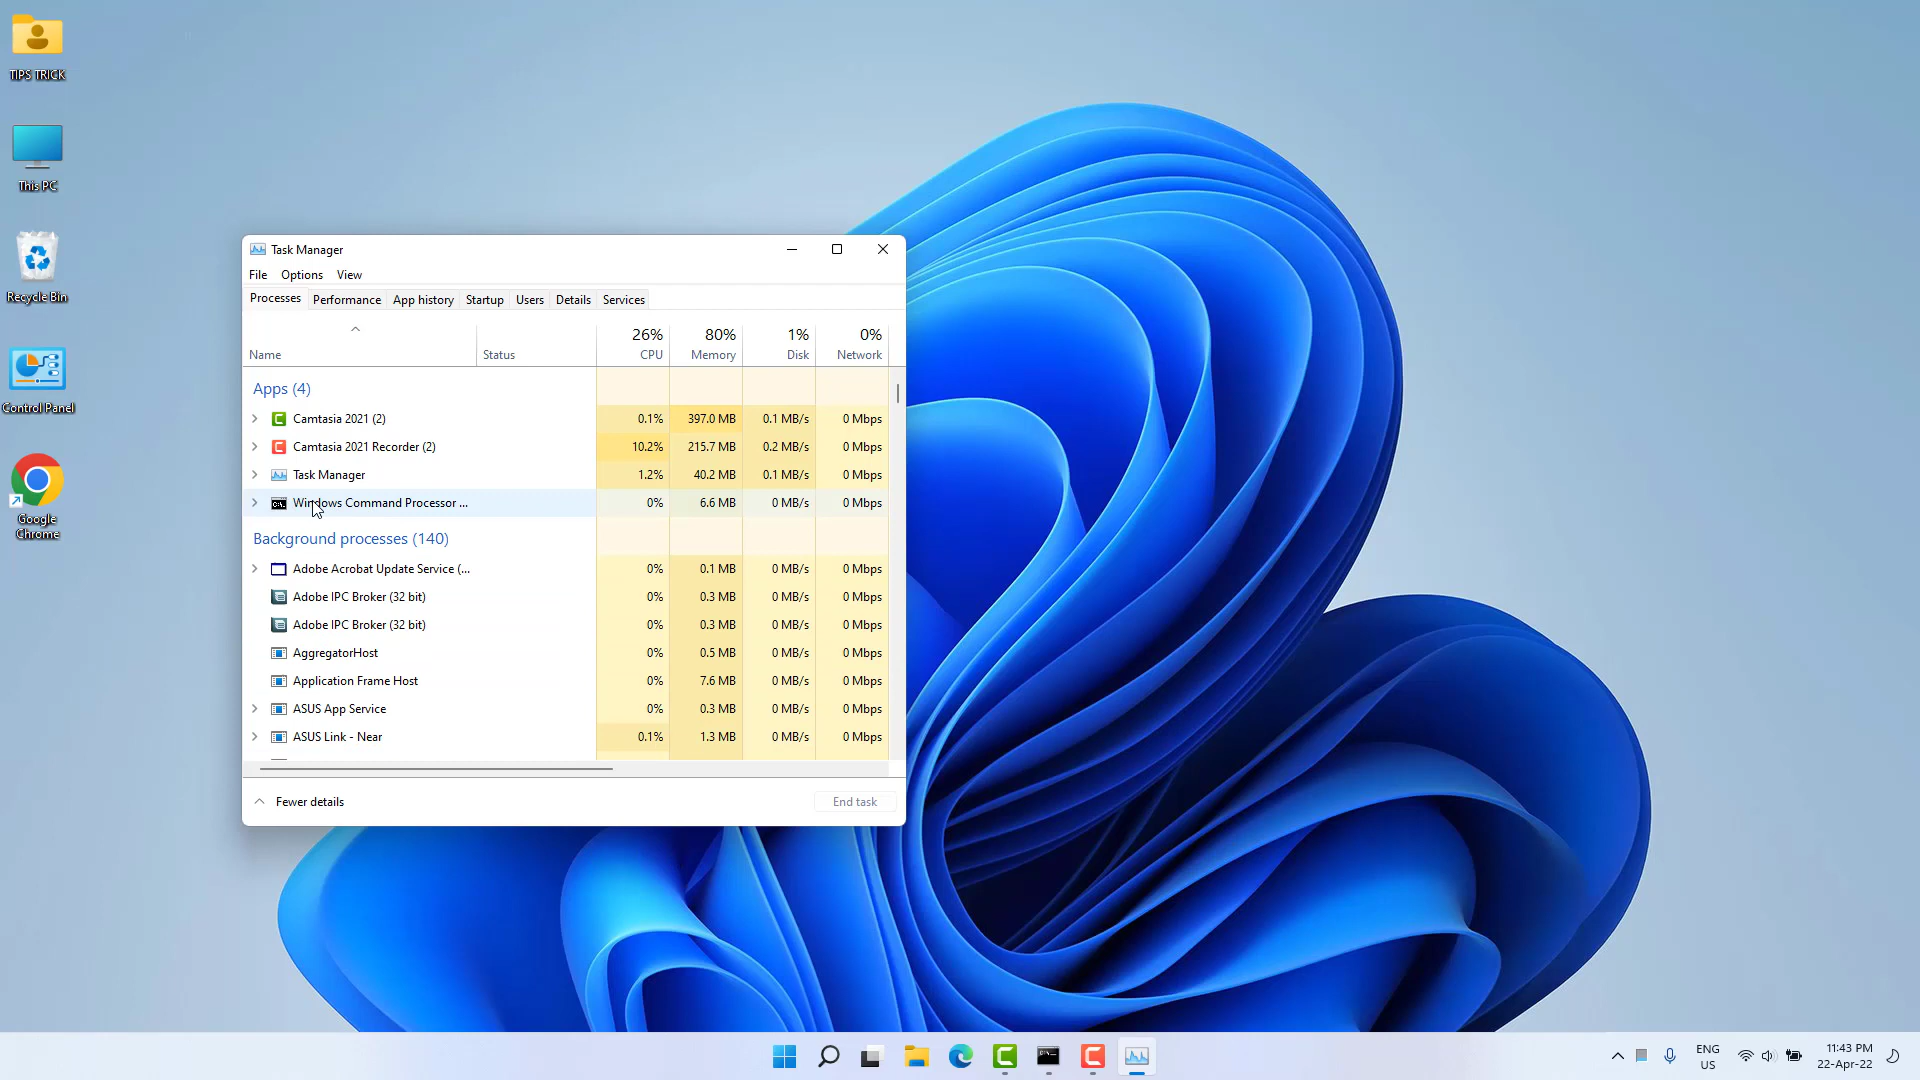 TIPS TRICK
This PC
Recycle Bin
Control Panel
Google
Chrome
Task Manager
File Options View
Processes Performance App history Startup Users Details Services
26% 80% 1% 0%
Name Status CPU Memory Disk Network
Apps (4)
Camtasia 2021 (2) 0.1% 397.0 MB 0.1 MB/s 0 Mbps
Camtasia 2021 Recorder (2) 10.2% 215.7 MB 0.2 MB/s 0 Mbps
Task Manager 1.2% 40.2 MB 0.1 MB/s 0 Mbps
Windows Command Processor ... 0% 6.6 MB 0 MB/s 0 Mbps
Background processes (140)
Adobe Acrobat Update Service (... 0% 0.1 MB 0 MB/s 0 Mbps
Adobe IPC Broker (32 bit) 0% 0.3 MB 0 MB/s 0 Mbps
Adobe IPC Broker (32 bit) 0% 0.3 MB 0 MB/s 0 Mbps
AggregatorHost 0% 0.5 MB 0 MB/s 0 Mbps
Application Frame Host 0% 7.6 MB 0 MB/s 0 Mbps
ASUS App Service 0% 0.3 MB 0 MB/s 0 Mbps
ASUS Link - Near 0.1% 1.3 MB 0 MB/s 0 Mbps
Fewer details End task
ENG 11:43 PM
US 22-Apr-22